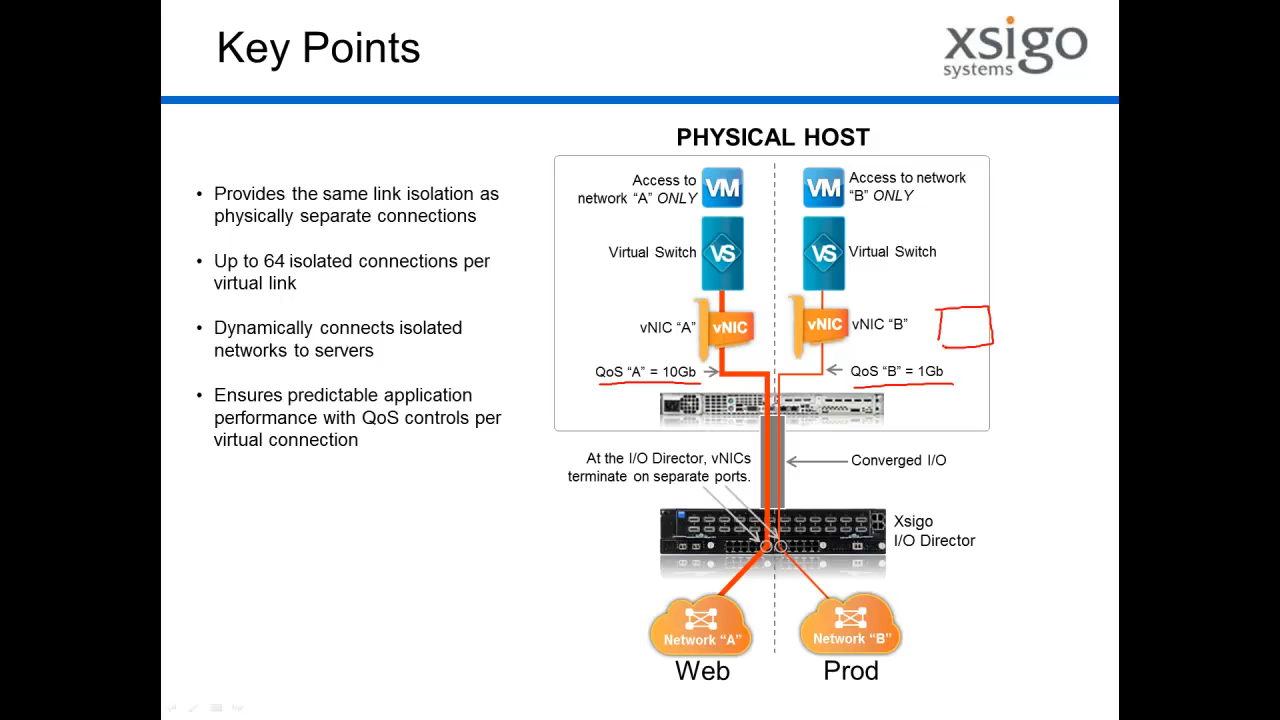 Key Points
xsigo
systems
• Provides the same link isolation as
physically separate connections
• Up to 64 isolated connections per
virtual link
• Dynamically connects isolated
networks to servers
• Ensures predictable application
performance with QoS controls per
virtual connection
PHYSICAL HOST
Access to
network “A” ONLY
VM
VM
Access to network
“B” ONLY
Virtual Switch
VS
VS
Virtual Switch
vNIC “A”
vNIC
vNIC
vNIC “B”
QoS “A” = 10Gb
QoS “B” = 1Gb
At the I/O Director, vNICs
terminate on separate ports.
Converged I/O
Xsigo
I/O Director
Network “A”
Network “B”
Web
Prod